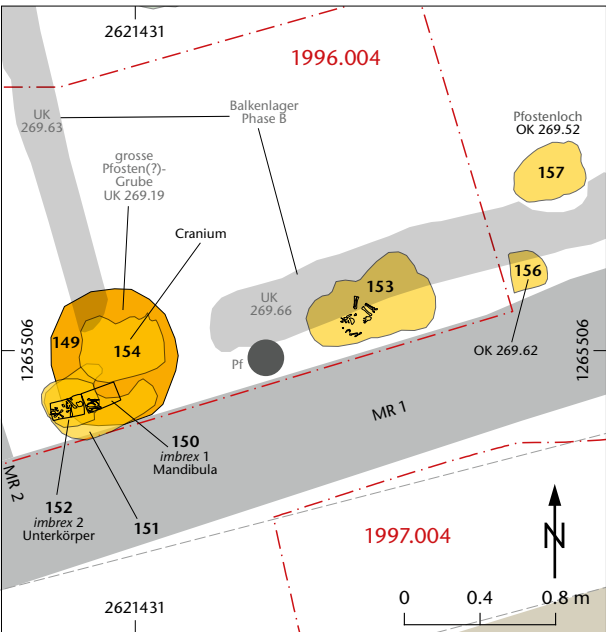 2621431
1996.004
UK
269.63
Balkenlager
Phase B
Pfostenloch
OK 269.52
157
grosse
Pfosten(?)-
Grube
UK 269.19
Cranium
153
156
UK
269.66
149
154
1265506
Pf
OK 269.62
1265506
MR 1
150
imbrex 1
Mandibula
MR 2
152
imbrex 2
Unterkörper
151
1997.004
N
0
0.4
0.8 m
2621431